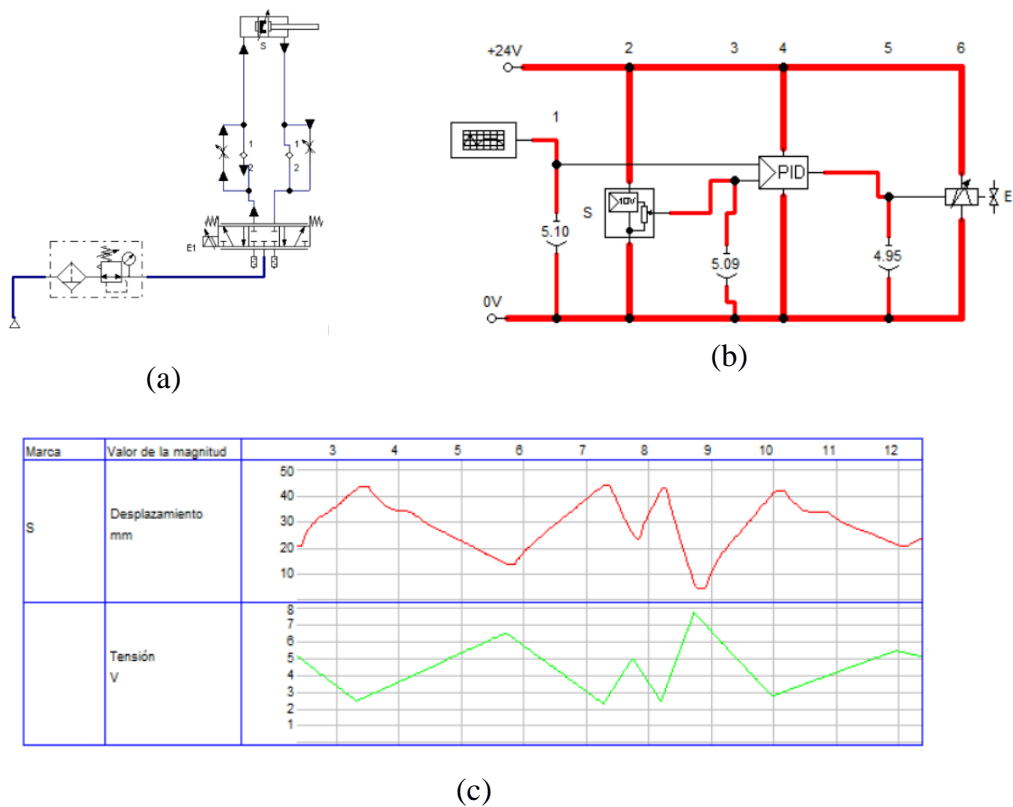 S
1
2
1
2
E1
(a)
+24V
1
2
3
4
5
6
10V
S
PID
E
5.10
5.09
4.95
0V
(b)
Marca
Valor de la magnitud
3 4 5 6 7 8 9 10 11 12
S
Desplazamiento
mm
50
40
30
20
10
Tensión
V
8
7
6
5
4
3
2
1
(c)